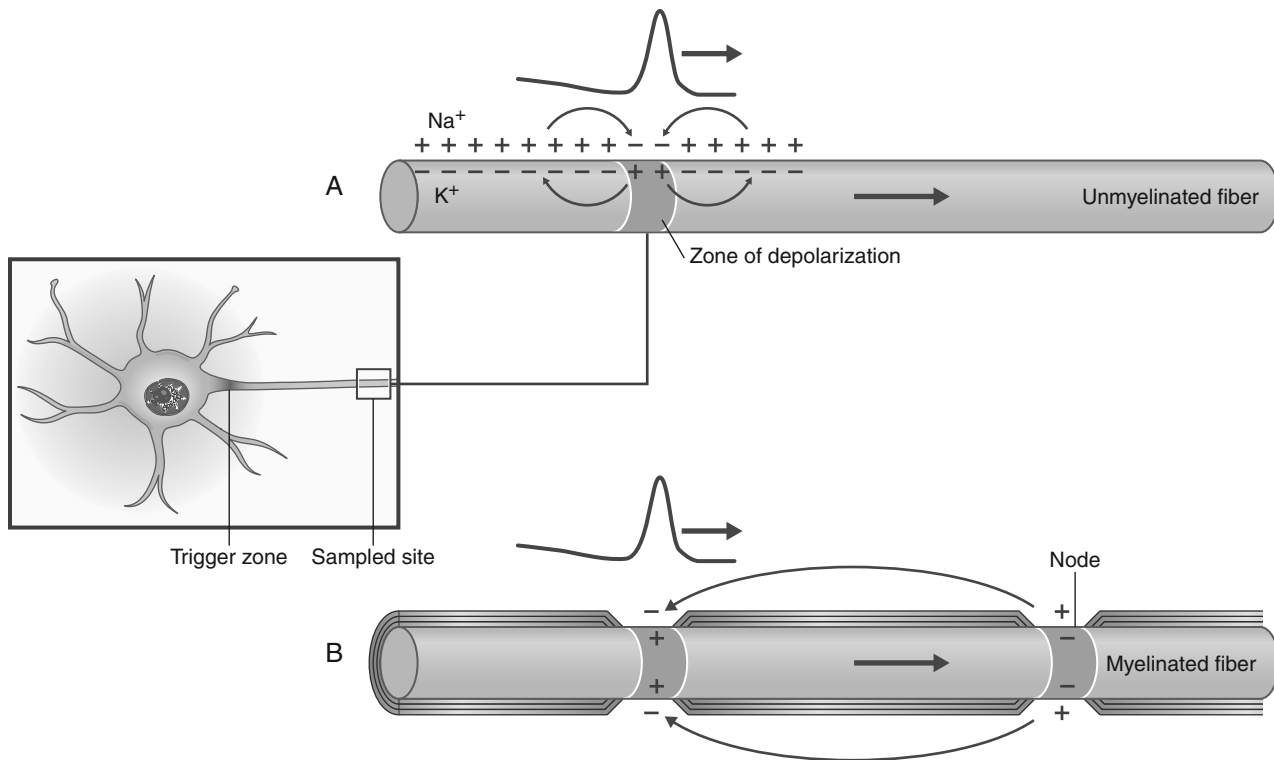 Na+
+ + + + + + + + − − + + + + +
A
− − − − − − − − + + − − − − −
K+
Unmyelinated fiber
Zone of depolarization
Trigger zone
Sampled site
Node
− +
B
+ −
Myelinated fiber
+ −
− +